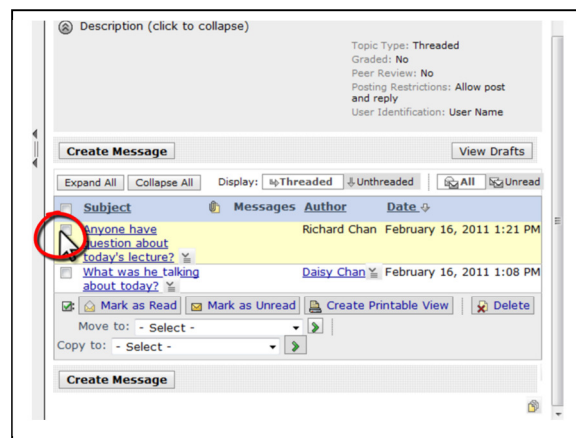 Description (click to collapse)
Topic Type: Threaded
Graded: No
Peer Review: No
Posting Restrictions: Allow post
and reply
User Identification: User Name
Create Message View Drafts
Expand All Collapse All Display: Threaded Unthreaded All Unread
Subject Messages Author Date
Anyone have Richard Chan February 16, 2011 1:21 PM
question about
today's lecture?
What was he talking Daisy Chan February 16, 2011 1:08 PM
about today?
Mark as Read Mark as Unread Create Printable View Delete
Move to: - Select -
Copy to: - Select -
Create Message